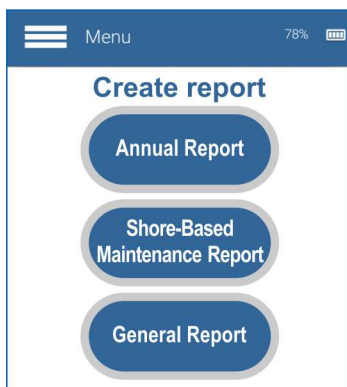 Menu 78%
Create report
Annual Report
Shore-Based
Maintenance Report
General Report